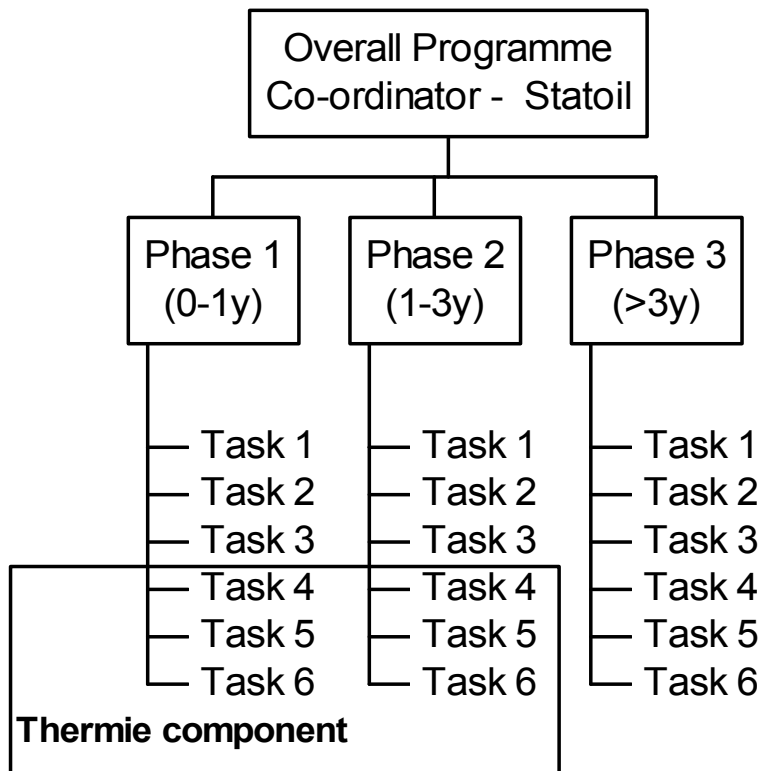 Overall Programme
Co-ordinator - Statoil
Phase 1
(0-1y)
Phase 2
(1-3y)
Phase 3
(>3y)
Task 1
Task 2
Task 3
Task 4
Task 5
Task 6
Task 1
Task 2
Task 3
Task 4
Task 5
Task 6
Task 1
Task 2
Task 3
Task 4
Task 5
Task 6
Thermie component